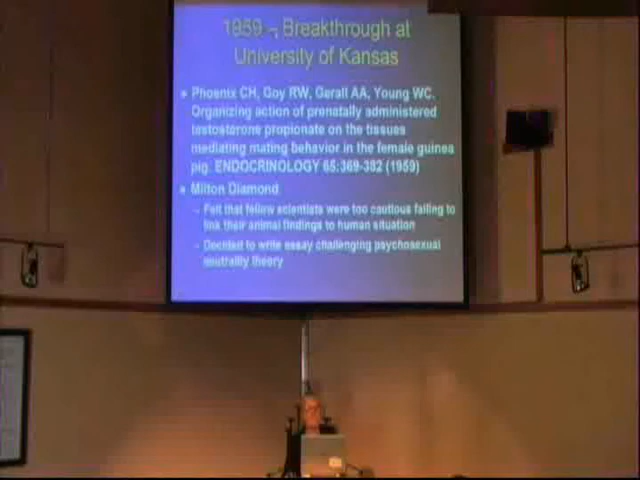 1959 – Breakthrough at
University of Kansas
Phoenix CH, Goy RW, Gerall AA, Young WC.
Organizing action of prenatally administered
testosterone propionate on the tissues
mediating mating behavior in the female guinea
pig. ENDOCRINOLOGY 65:369-382 (1959)
Milton Diamond
– Felt that fellow scientists were too cautious failing to
link their animal findings to human situation
– Decided to write essay challenging psychosexual
neutrality theory